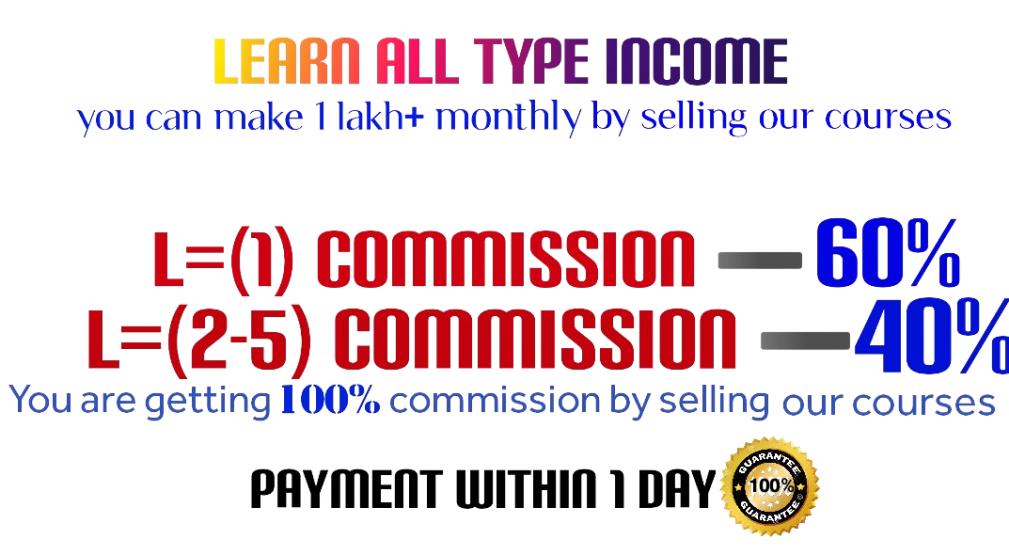 LEARN ALL TYPE INCOME
you can make 1 lakh+ monthly by selling our courses
L=(1) COMMISSION — 60%
L=(2-5) COMMISSION — 40%
You are getting 100% commission by selling our courses
PAYMENT WITHIN 1 DAY
GUARANTEE
100%
GUARANTEE